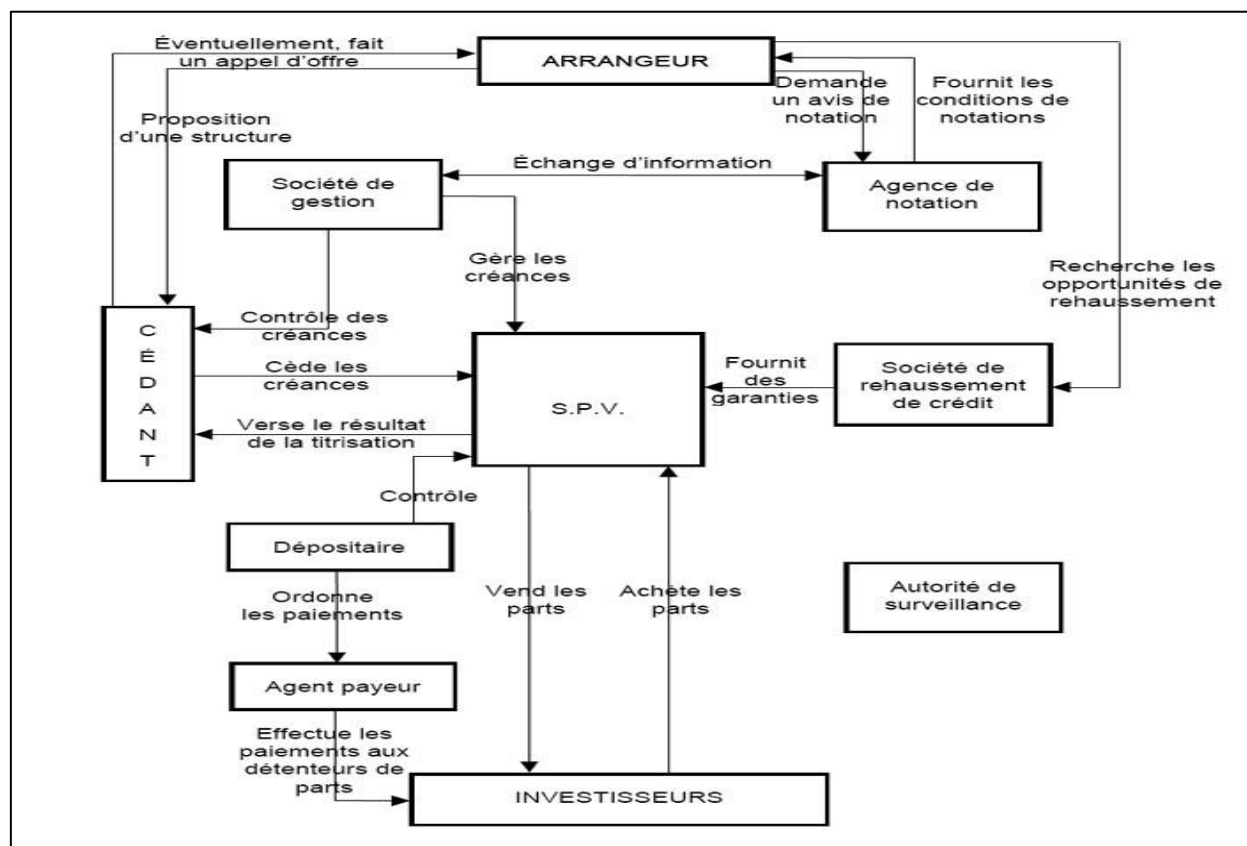 Éventuellement, fait
un appel d'offre
ARRANGEUR
Demande
un avis de
notation
Fournit les
conditions de
notations
Proposition
d'une structure
Échange d'information
Société de
gestion
Agence de
notation
Gère les
créances
Recherche les
opportunités de
rehaussement
C
É
D
A
N
T
Contrôle des
créances
Cède les
créances
Verse le résultat
de la titrisation
S.P.V.
Fournit
des
garanties
Société de
rehaussement
de crédit
Contrôle
Dépositaire
Ordonne
les paiements
Vend les
parts
Achète les
parts
Autorité de
surveillance
Agent payeur
Effectue les
paiements aux
détenteurs de
parts
INVESTISSEURS